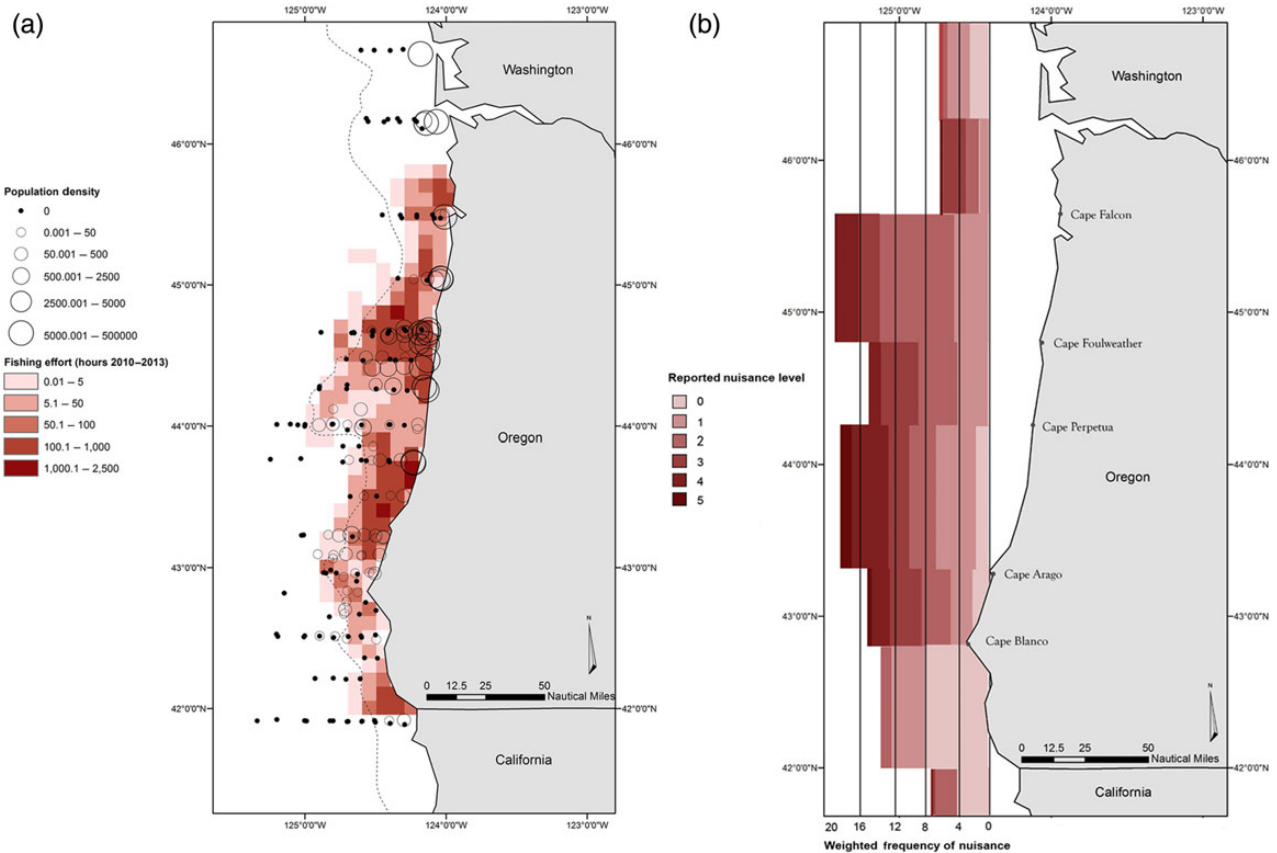 (a)
125°0'0"W 124°0'0"W 123°0'0"W
Washington
46°0'0"N
45°0'0"N
44°0'0"N
43°0'0"N
42°0'0"N
Oregon
California
N
0 12.5 25 50
Nautical Miles
125°0'0"W 124°0'0"W 123°0'0"W
Population density
0
0.001 – 50
50.001 – 500
500.001 – 2500
2500.001 – 5000
5000.001 – 500000
Fishing effort (hours 2010–2013)
0.01 – 5
5.1 – 50
50.1 – 100
100.1 – 1,000
1,000.1 – 2,500
(b)
125°0'0"W 124°0'0"W 123°0'0"W
Washington
46°0'0"N 46°0'0"N
Cape Falcon
45°0'0"N 45°0'0"N
Cape Foulweather
Cape Perpetua
44°0'0"N 44°0'0"N
Oregon
Cape Arago
43°0'0"N 43°0'0"N
Cape Blanco
N
0 12.5 25 50
Nautical Miles
42°0'0"N 42°0'0"N
California
20 16 12 8 4 0
Weighted frequency of nuisance
125°0'0"W 124°0'0"W 123°0'0"W
Reported nuisance level
0
1
2
3
4
5